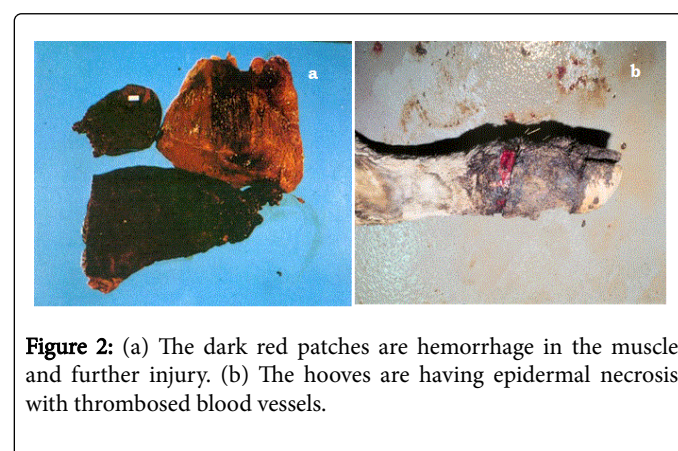 a
b
Figure 2: (a) The dark red patches are hemorrhage in the muscle
and further injury. (b) The hooves are having epidermal necrosis
with thrombosed blood vessels.